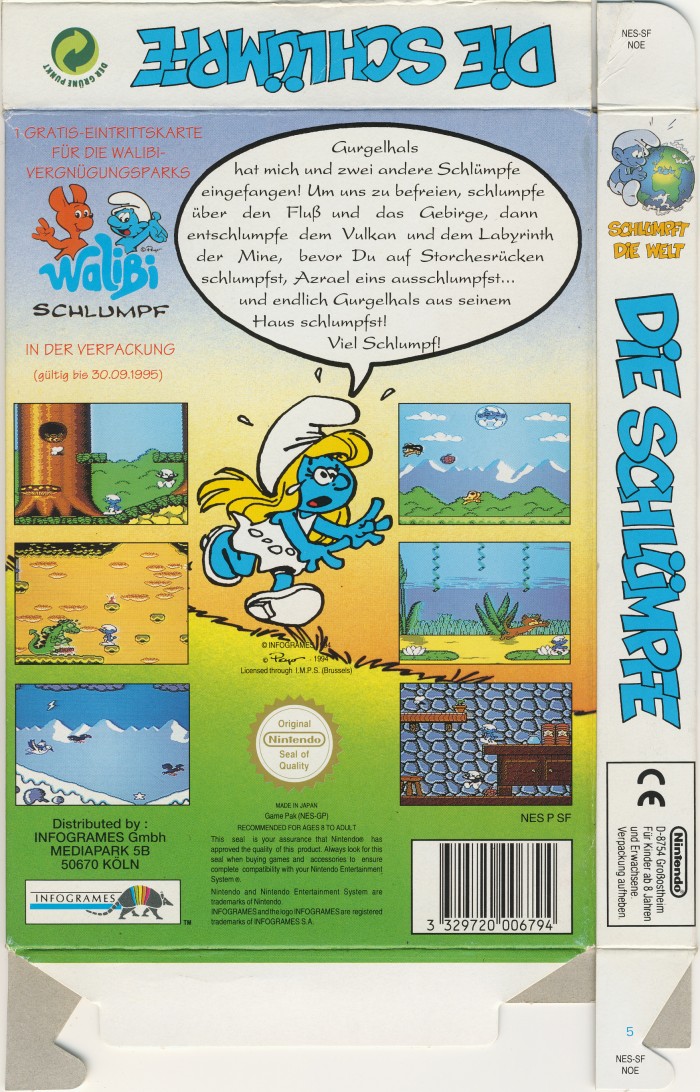 DIE SCHLÜMPFE
DER GRÜNE PUNKT
NES-SF
NOE
1 GRATIS-EINTRITTSKARTE
FÜR DIE WALIBI-
VERGNÜGUNGSPARKS
© Peyo
Walibi
SCHLUMPF
IN DER VERPACKUNG
(gültig bis 30.09.1995)
Gurgelhals
hat mich und zwei andere Schlümpfe
eingefangen! Um uns zu befreien, schlumpfe
über den Fluß und das Gebirge, dann
entschlumpfe dem Vulkan und dem Labyrinth
der Mine, bevor Du auf Storchesrücken
schlumpfst, Azrael eins ausschlumpfst...
und endlich Gurgelhals aus seinem
Haus schlumpfst!
Viel Schlumpf!
© INFOGRAMES 1994
© Peyo - 1994
Licensed through I.M.P.S. (Brussels)
Original
Nintendo
Seal of
Quality
MADE IN JAPAN
Game Pak (NES-GP)
RECOMMENDED FOR AGES 8 TO ADULT
This seal is your assurance that Nintendo® has
approved the quality of this product. Always look for this
seal when buying games and accessories to ensure
complete compatibility with your Nintendo Entertainment
System®.
Nintendo and Nintendo Entertainment System are
trademarks of Nintendo.
INFOGRAMES and the logo INFOGRAMES are registered
trademarks of INFOGRAMES S.A.
Distributed by :
INFOGRAMES Gmbh
MEDIAPARK 5B
50670 KÖLN
INFOGRAMES
TM
NES P SF
3 329720 006794
SCHLUMPFT
DIE WELT
DIE SCHLÜMPFE
CE
Nintendo
D-8754 Großostheim
Für Kinder ab 8 Jahren
und Erwachsene.
Verpackung aufheben.
5
NES-SF
NOE